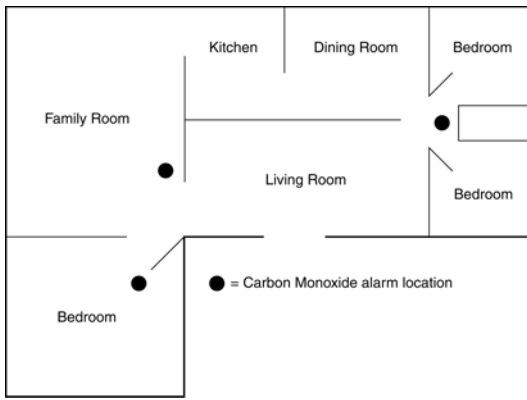 Kitchen
Dining Room
Bedroom
Family Room
Living Room
Bedroom
= Carbon Monoxide alarm location
Bedroom